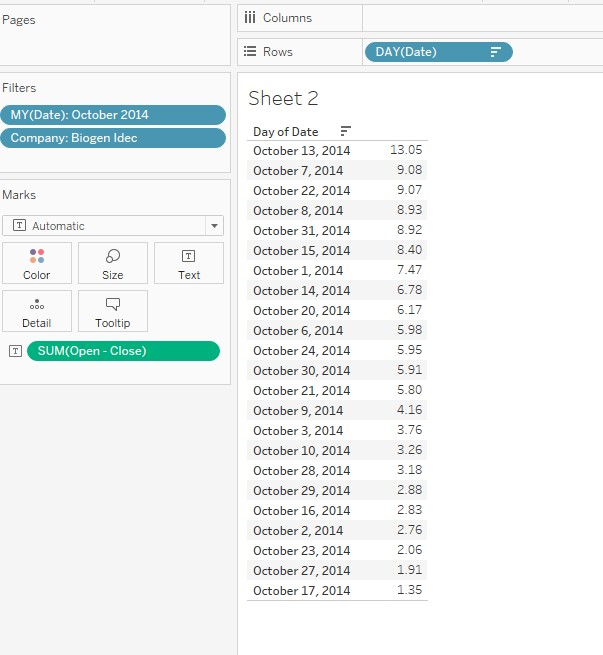 Pages
Columns
Rows
DAY(Date)
Filters
MY(Date): October 2014
Company: Biogen Idec
Marks
Automatic
Color
Size
Text
Detail
Tooltip
SUM(Open - Close)
Sheet 2
Day of Date
October 13, 2014 13.05
October 7, 2014 9.08
October 22, 2014 9.07
October 8, 2014 8.93
October 31, 2014 8.92
October 15, 2014 8.40
October 1, 2014 7.47
October 14, 2014 6.78
October 20, 2014 6.17
October 6, 2014 5.98
October 24, 2014 5.95
October 30, 2014 5.91
October 21, 2014 5.80
October 9, 2014 4.16
October 3, 2014 3.76
October 10, 2014 3.26
October 28, 2014 3.18
October 29, 2014 2.88
October 16, 2014 2.83
October 2, 2014 2.76
October 23, 2014 2.06
October 27, 2014 1.91
October 17, 2014 1.35